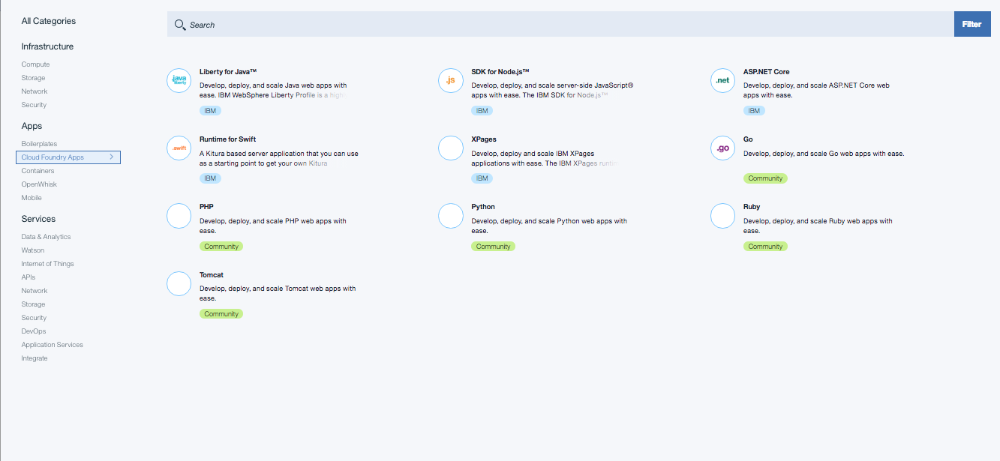 All Categories
Infrastructure
Compute
Storage
Network
Security
Apps
Boilerplates
Cloud Foundry Apps
Containers
OpenWhisk
Mobile
Services
Data & Analytics
Watson
Internet of Things
APIs
Network
Storage
Security
DevOps
Application Services
Integrate
Search
Filter
java
liberty
Liberty for Java™
Develop, deploy, and scale Java web apps with
ease. IBM WebSphere Liberty Profile is a highly
IBM
.js
SDK for Node.js™
Develop, deploy, and scale server-side JavaScript®
apps with ease. The IBM SDK for Node.js™
IBM
.net
ASP.NET Core
Develop, deploy, and scale ASP.NET Core web
apps with ease.
IBM
.swift
Runtime for Swift
A Kitura based server application that you can use
as a starting point to get your own Kitura
IBM
XPages
Develop, deploy, and scale IBM XPages
applications with ease. The IBM XPages runtim
IBM
.go
Go
Develop, deploy, and scale Go web apps with ease.
Community
PHP
Develop, deploy, and scale PHP web apps with
ease.
Community
Python
Develop, deploy, and scale Python web apps with
ease.
Community
Ruby
Develop, deploy, and scale Ruby web apps with
ease.
Community
Tomcat
Develop, deploy, and scale Tomcat web apps with
ease.
Community